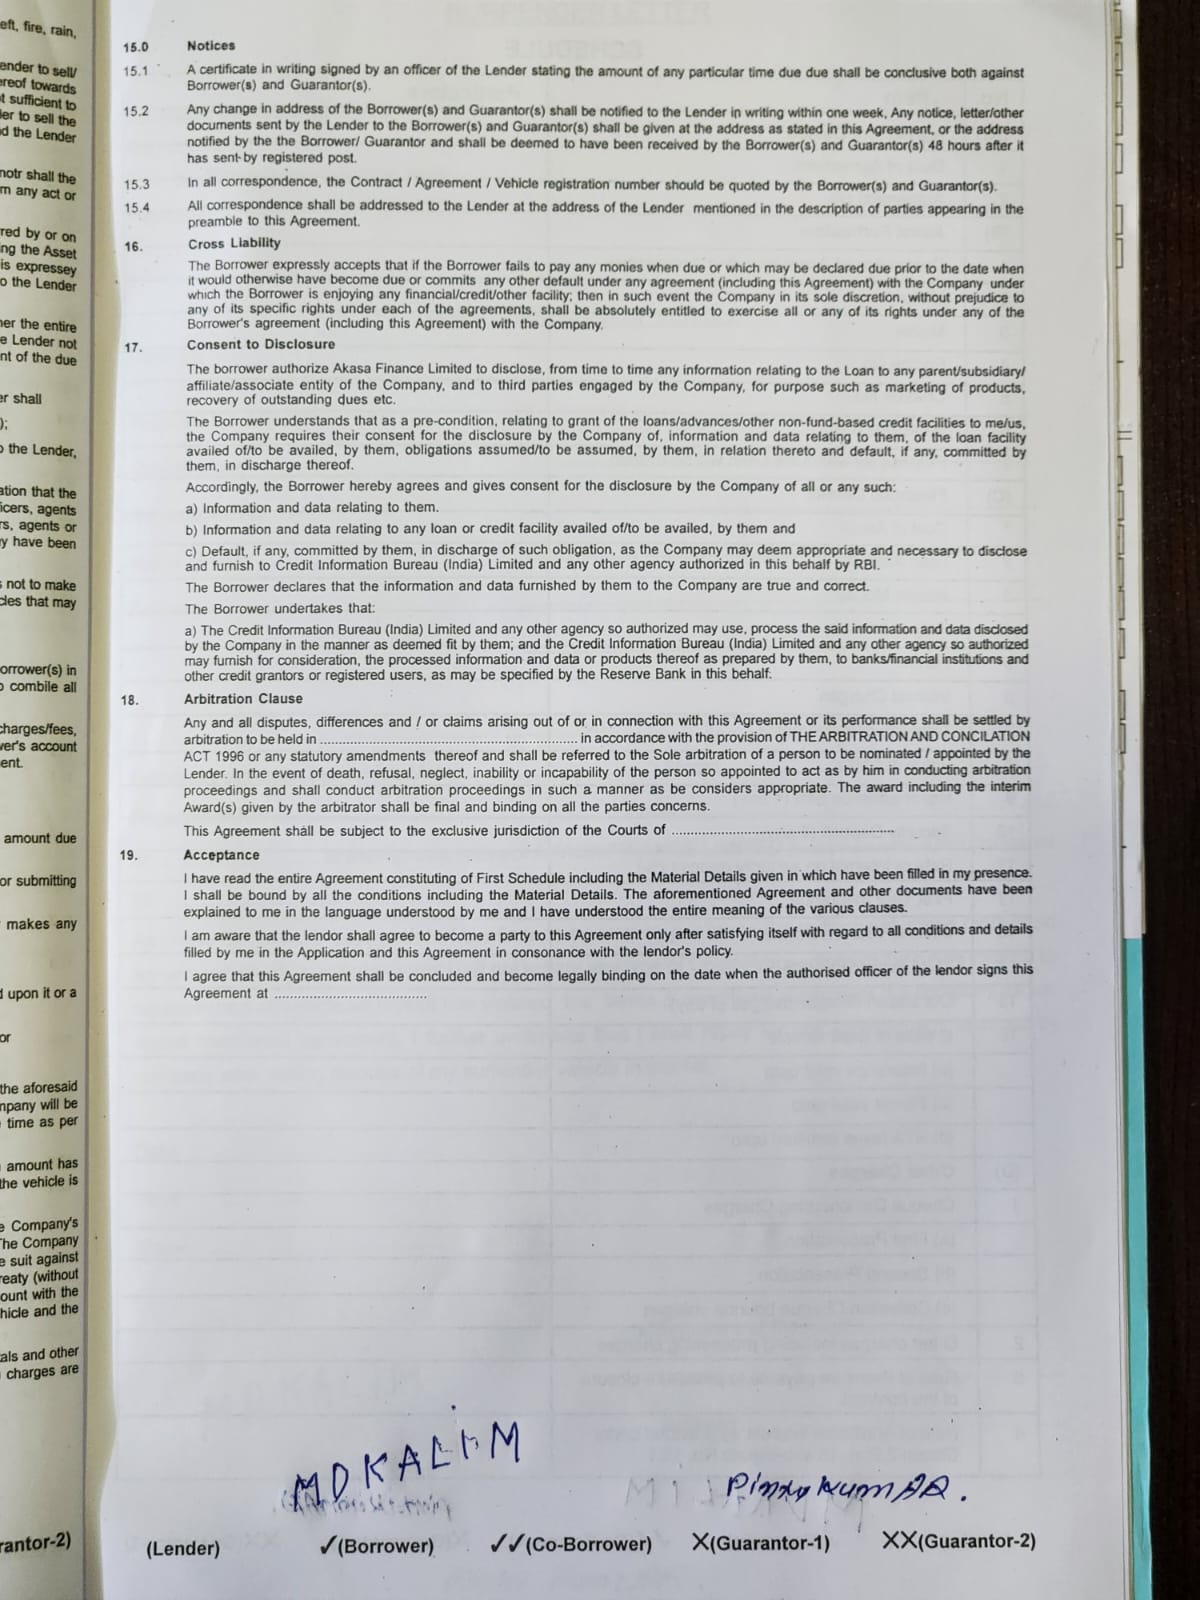 eft, fire, rain,
ender to sell/
ereof towards
t sufficient to
er to sell the
d the Lender
notr shall the
m any act or
red by or on
ng the Asset
is expressey
o the Lender
er the entire
e Lender not
nt of the due
er shall
);
the Lender,
ation that the
icers, agents
rs, agents or
y have been
not to make
cles that may
orrower(s) in
o combile all
charges/fees,
wer's account
ent.
amount due
or submitting
makes any
d upon it or a
or
the aforesaid
mpany will be
time as per
amount has
the vehicle is
e Company's
The Company
e suit against
reaty (without
ount with the
hicle and the
als and other
charges are
rantor-2)
15.0 Notices
15.1 A certificate in writing signed by an officer of the Lender stating the amount of any particular time due due shall be conclusive both against
Borrower(s) and Guarantor(s).
15.2 Any change in address of the Borrower(s) and Guarantor(s) shall be notified to the Lender in writing within one week, Any notice, letter/other
documents sent by the Lender to the Borrower(s) and Guarantor(s) shall be given at the address as stated in this Agreement, or the address
notified by the the Borrower/ Guarantor and shall be deemed to have been received by the Borrower(s) and Guarantor(s) 48 hours after it
has sent by registered post.
15.3 In all correspondence, the Contract / Agreement / Vehicle registration number should be quoted by the Borrower(s) and Guarantor(s).
15.4 All correspondence shall be addressed to the Lender at the address of the Lender mentioned in the description of parties appearing in the
preamble to this Agreement.
16. Cross Liability
The Borrower expressly accepts that if the Borrower fails to pay any monies when due or which may be declared due prior to the date when
it would otherwise have become due or commits any other default under any agreement (including this Agreement) with the Company under
which the Borrower is enjoying any financial/credit/other facility; then in such event the Company in its sole discretion, without prejudice to
any of its specific rights under each of the agreements, shall be absolutely entitled to exercise all or any of its rights under any of the
Borrower's agreement (including this Agreement) with the Company.
17. Consent to Disclosure
The borrower authorize Akasa Finance Limited to disclose, from time to time any information relating to the Loan to any parent/subsidiary/
affiliate/associate entity of the Company, and to third parties engaged by the Company, for purpose such as marketing of products,
recovery of outstanding dues etc.
The Borrower understands that as a pre-condition, relating to grant of the loans/advances/other non-fund-based credit facilities to me/us,
the Company requires their consent for the disclosure by the Company of, information and data relating to them, of the loan facility
availed of/to be availed, by them, obligations assumed/to be assumed, by them, in relation thereto and default, if any, committed by
them, in discharge thereof.
Accordingly, the Borrower hereby agrees and gives consent for the disclosure by the Company of all or any such:
a) Information and data relating to them.
b) Information and data relating to any loan or credit facility availed of/to be availed, by them and
c) Default, if any, committed by them, in discharge of such obligation, as the Company may deem appropriate and necessary to disclose
and furnish to Credit Information Bureau (India) Limited and any other agency authorized in this behalf by RBI.
The Borrower declares that the information and data furnished by them to the Company are true and correct.
The Borrower undertakes that:
a) The Credit Information Bureau (India) Limited and any other agency so authorized may use, process the said information and data disclosed
by the Company in the manner as deemed fit by them; and the Credit Information Bureau (India) Limited and any other agency so authorized
may furnish for consideration, the processed information and data or products thereof as prepared by them, to banks/financial institutions and
other credit grantors or registered users, as may be specified by the Reserve Bank in this behalf.
18. Arbitration Clause
Any and all disputes, differences and / or claims arising out of or in connection with this Agreement or its performance shall be settled by
arbitration to be held in ........................................ in accordance with the provision of THE ARBITRATION AND CONCILATION
ACT 1996 or any statutory amendments thereof and shall be referred to the Sole arbitration of a person to be nominated / appointed by the
Lender. In the event of death, refusal, neglect, inability or incapability of the person so appointed to act as by him in conducting arbitration
proceedings and shall conduct arbitration proceedings in such a manner as be considers appropriate. The award including the interim
Award(s) given by the arbitrator shall be final and binding on all the parties concerns.
This Agreement shall be subject to the exclusive jurisdiction of the Courts of ........................................
19. Acceptance
I have read the entire Agreement constituting of First Schedule including the Material Details given in which have been filled in my presence.
I shall be bound by all the conditions including the Material Details. The aforementioned Agreement and other documents have been
explained to me in the language understood by me and I have understood the entire meaning of the various clauses.
I am aware that the lendor shall agree to become a party to this Agreement only after satisfying itself with regard to all conditions and details
filled by me in the Application and this Agreement in consonance with the lendor's policy.
I agree that this Agreement shall be concluded and become legally binding on the date when the authorised officer of the lendor signs this
Agreement at ........................
MD KALIM Pinku KumAR.
(Lender) ✓(Borrower) ✓✓(Co-Borrower) X(Guarantor-1) XX(Guarantor-2)